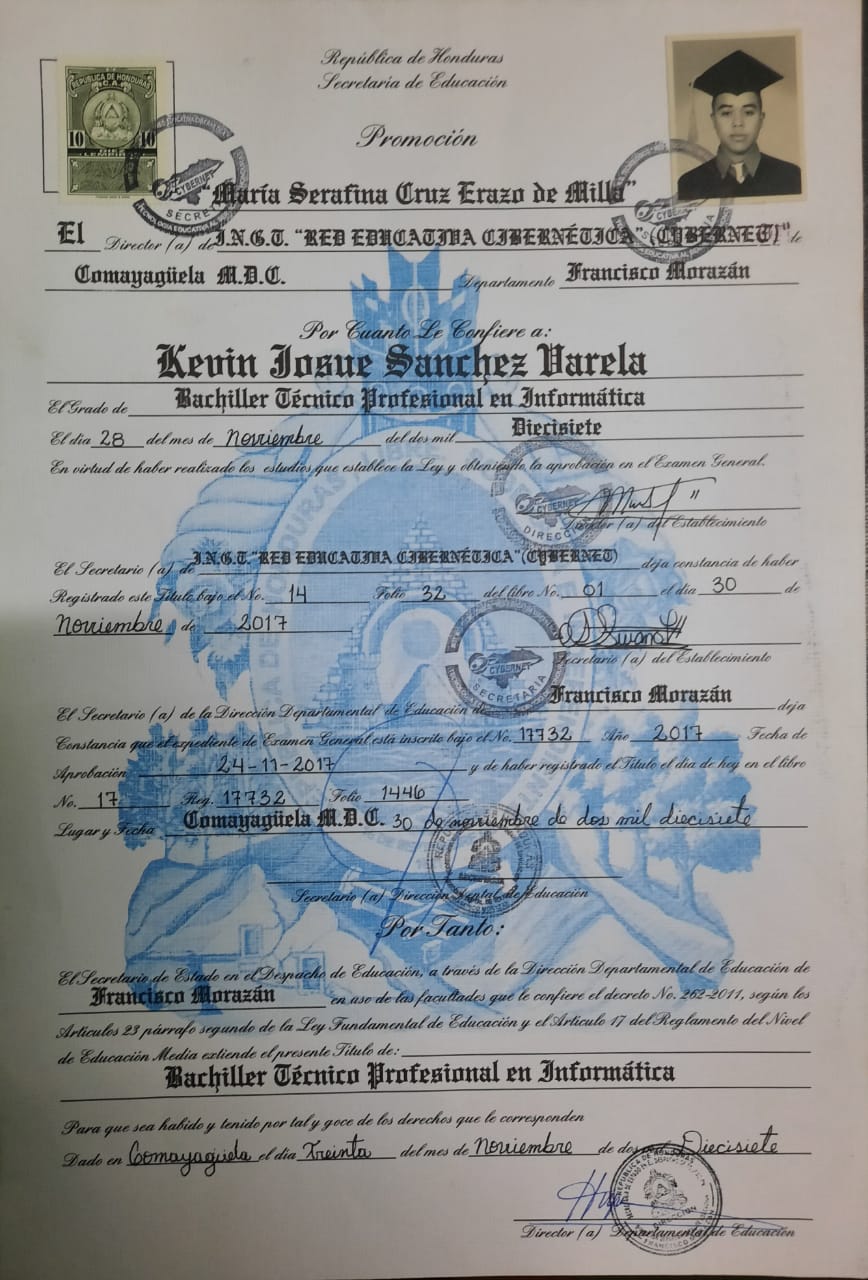 República de Honduras
Secretaría de Educación
REPUBLICA DE HONDURAS
C.A.
10 10
Promoción
CYBERNET
SECRE
CYBERNET
"María Serafina Cruz Erazo de Milla"
El Director (a) de I.N.G.T. "RED EDUCATIVA CIBERNÉTICA" (CYBERNET)" de
Comayagüela M.D.C. Departamento Francisco Morazán
Por Cuanto Le Confiere a:
Kevin Josue Sanchez Varela
El Grado de Bachiller Técnico Profesional en Informática
El día 28 del mes de Noviembre del dos mil Diecisiete
En virtud de haber realizado los estudios que establece la Ley y obteniendo la aprobación en el Examen General.
CYBERNET
DIRECCI
Director (a) del Establecimiento
El Secretario (a) de I.N.G.T. "RED EDUCATIVA CIBERNÉTICA" (CYBERNET) deja constancia de haber
Registrado este Título bajo el No. 14 Folio 32 del libro No. 01 el día 30 de
Noviembre de 2017
CYBERNET
SECRETARIA
Secretario (a) del Establecimiento
El Secretario (a) de la Dirección Departamental de Educación de Francisco Morazán deja
Constancia que el expediente de Examen General está inscrito bajo el No. 17732 Año 2017 Fecha de
Aprobación 24-11-2017 y de haber registrado el Título el día de hoy en el libro
No. 17 Reg. 17732 Folio 1446
Lugar y Fecha Comayagüela M.D.C. 30 de noviembre de dos mil diecisiete
Secretario (a) Dirección Dptal. de Educación
Por Tanto:
El Secretario de Estado en el Despacho de Educación, a través de la Dirección Departamental de Educación de
Francisco Morazán en uso de las facultades que le confiere el decreto No. 262-2011, según los
Artículos 23 párrafo segundo de la Ley Fundamental de Educación y el Artículo 17 del Reglamento del Nivel
de Educación Media extiende el presente Título de:
Bachiller Técnico Profesional en Informática
Para que sea habido y tenido por tal y goce de los derechos que le corresponden
Dado en Comayagüela el día Treinta del mes de Noviembre de dos mil Diecisiete
Director (a) Departamental de Educación